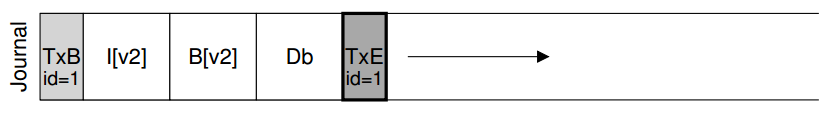 Journal
TxB
id=1
I[v2]
B[v2]
Db
TxE
id=1